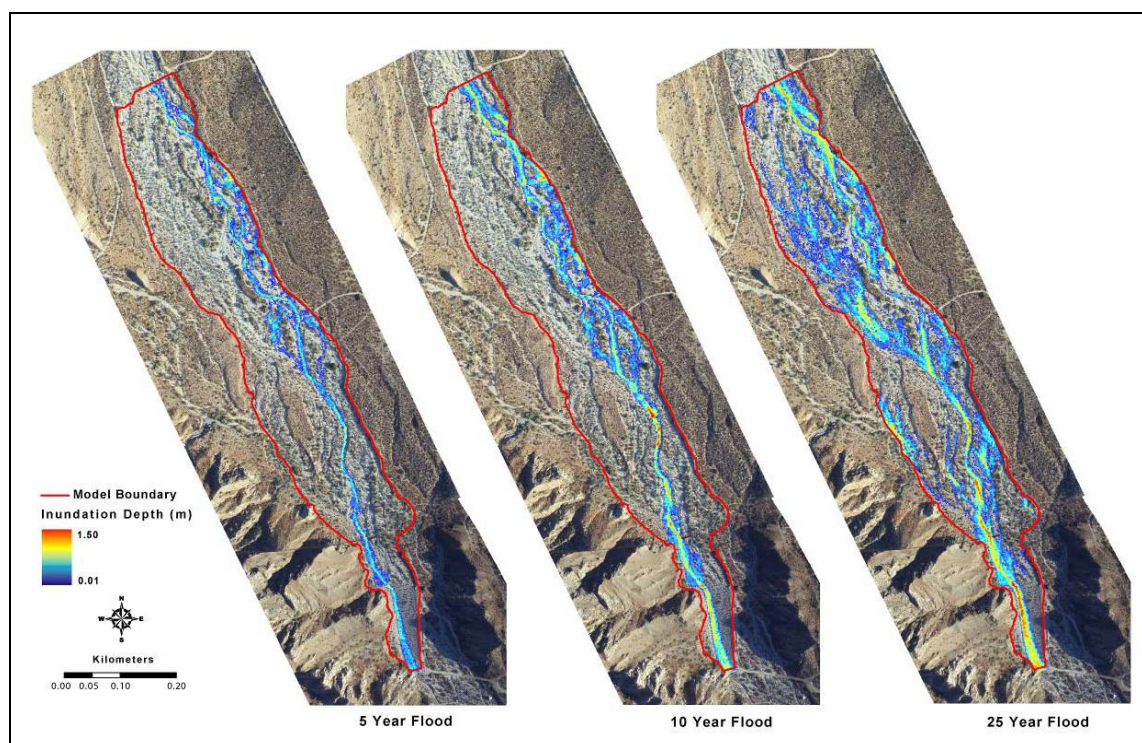 Model Boundary
Inundation Depth (m)
1.50
0.01
N
W E
S
Kilometers
0.00 0.05 0.10 0.20
5 Year Flood
10 Year Flood
25 Year Flood